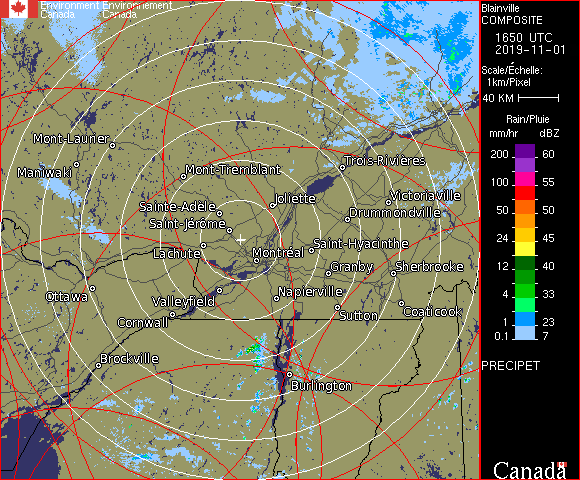 Environment Environnement
Canada Canada
Blainville
COMPOSITE
1650 UTC
2019-11-01
Scale/Échelle:
1km/Pixel
40 KM
Rain/Pluie
mm/hr dBZ
200 60
100 55
50 50
24 45
12 40
4 33
1 23
0.1 7
PRECIPET
Canada
Mont-Laurier
Maniwaki
Mont-Tremblant
Trois-Rivières
Joliette
Victoriaville
Sainte-Adele
Drummondville
Saint-Jérôme
Saint-Hyacinthe
Lachute
Montréal
Granby
Sherbrooke
Ottawa
Valleyfield
Napierville
Coaticook
Cornwall
Sutton
Brockville
Burlington